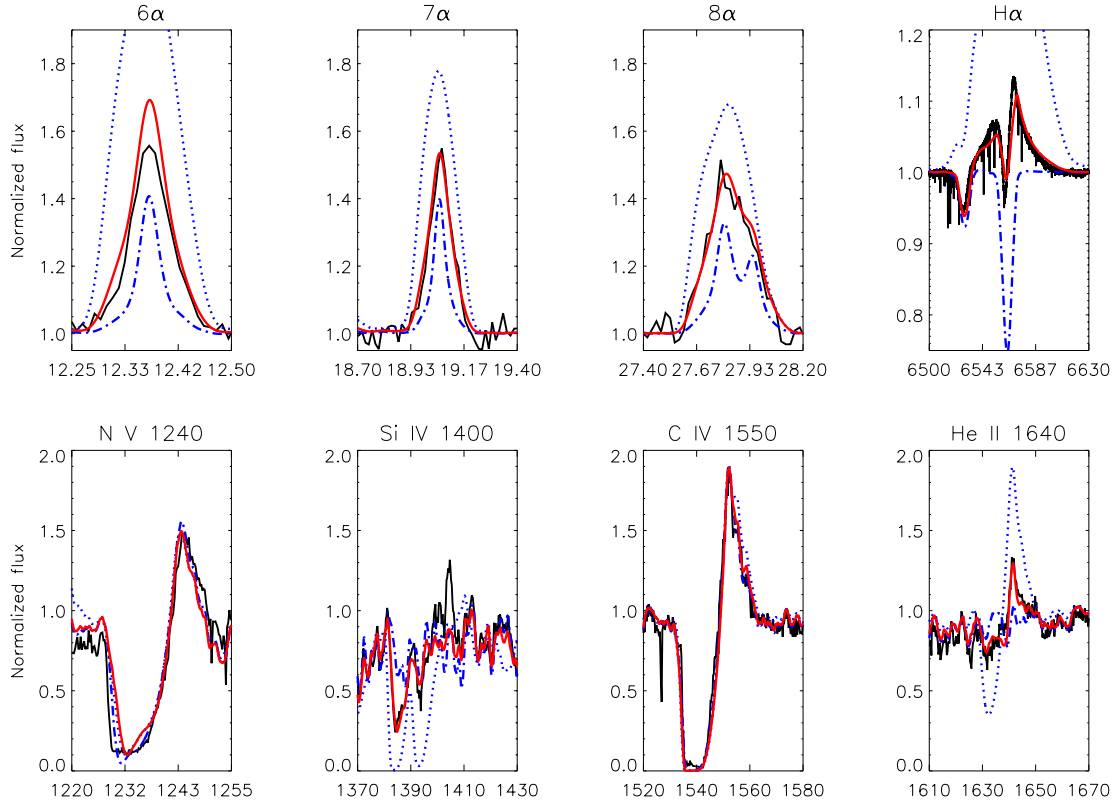 6α
7α
8α
Hα
Normalized flux
1.8
1.6
1.4
1.2
1.0
12.25 12.33 12.42 12.50
1.8
1.6
1.4
1.2
1.0
18.70 18.93 19.17 19.40
1.8
1.6
1.4
1.2
1.0
27.40 27.67 27.93 28.20
1.2
1.1
1.0
0.9
0.8
6500 6543 6587 6630
N V 1240
Si IV 1400
C IV 1550
He II 1640
Normalized flux
2.0
1.5
1.0
0.5
0.0
1220 1232 1243 1255
2.0
1.5
1.0
0.5
0.0
1370 1390 1410 1430
2.0
1.5
1.0
0.5
0.0
1520 1540 1560 1580
2.0
1.5
1.0
0.5
0.0
1610 1630 1650 1670